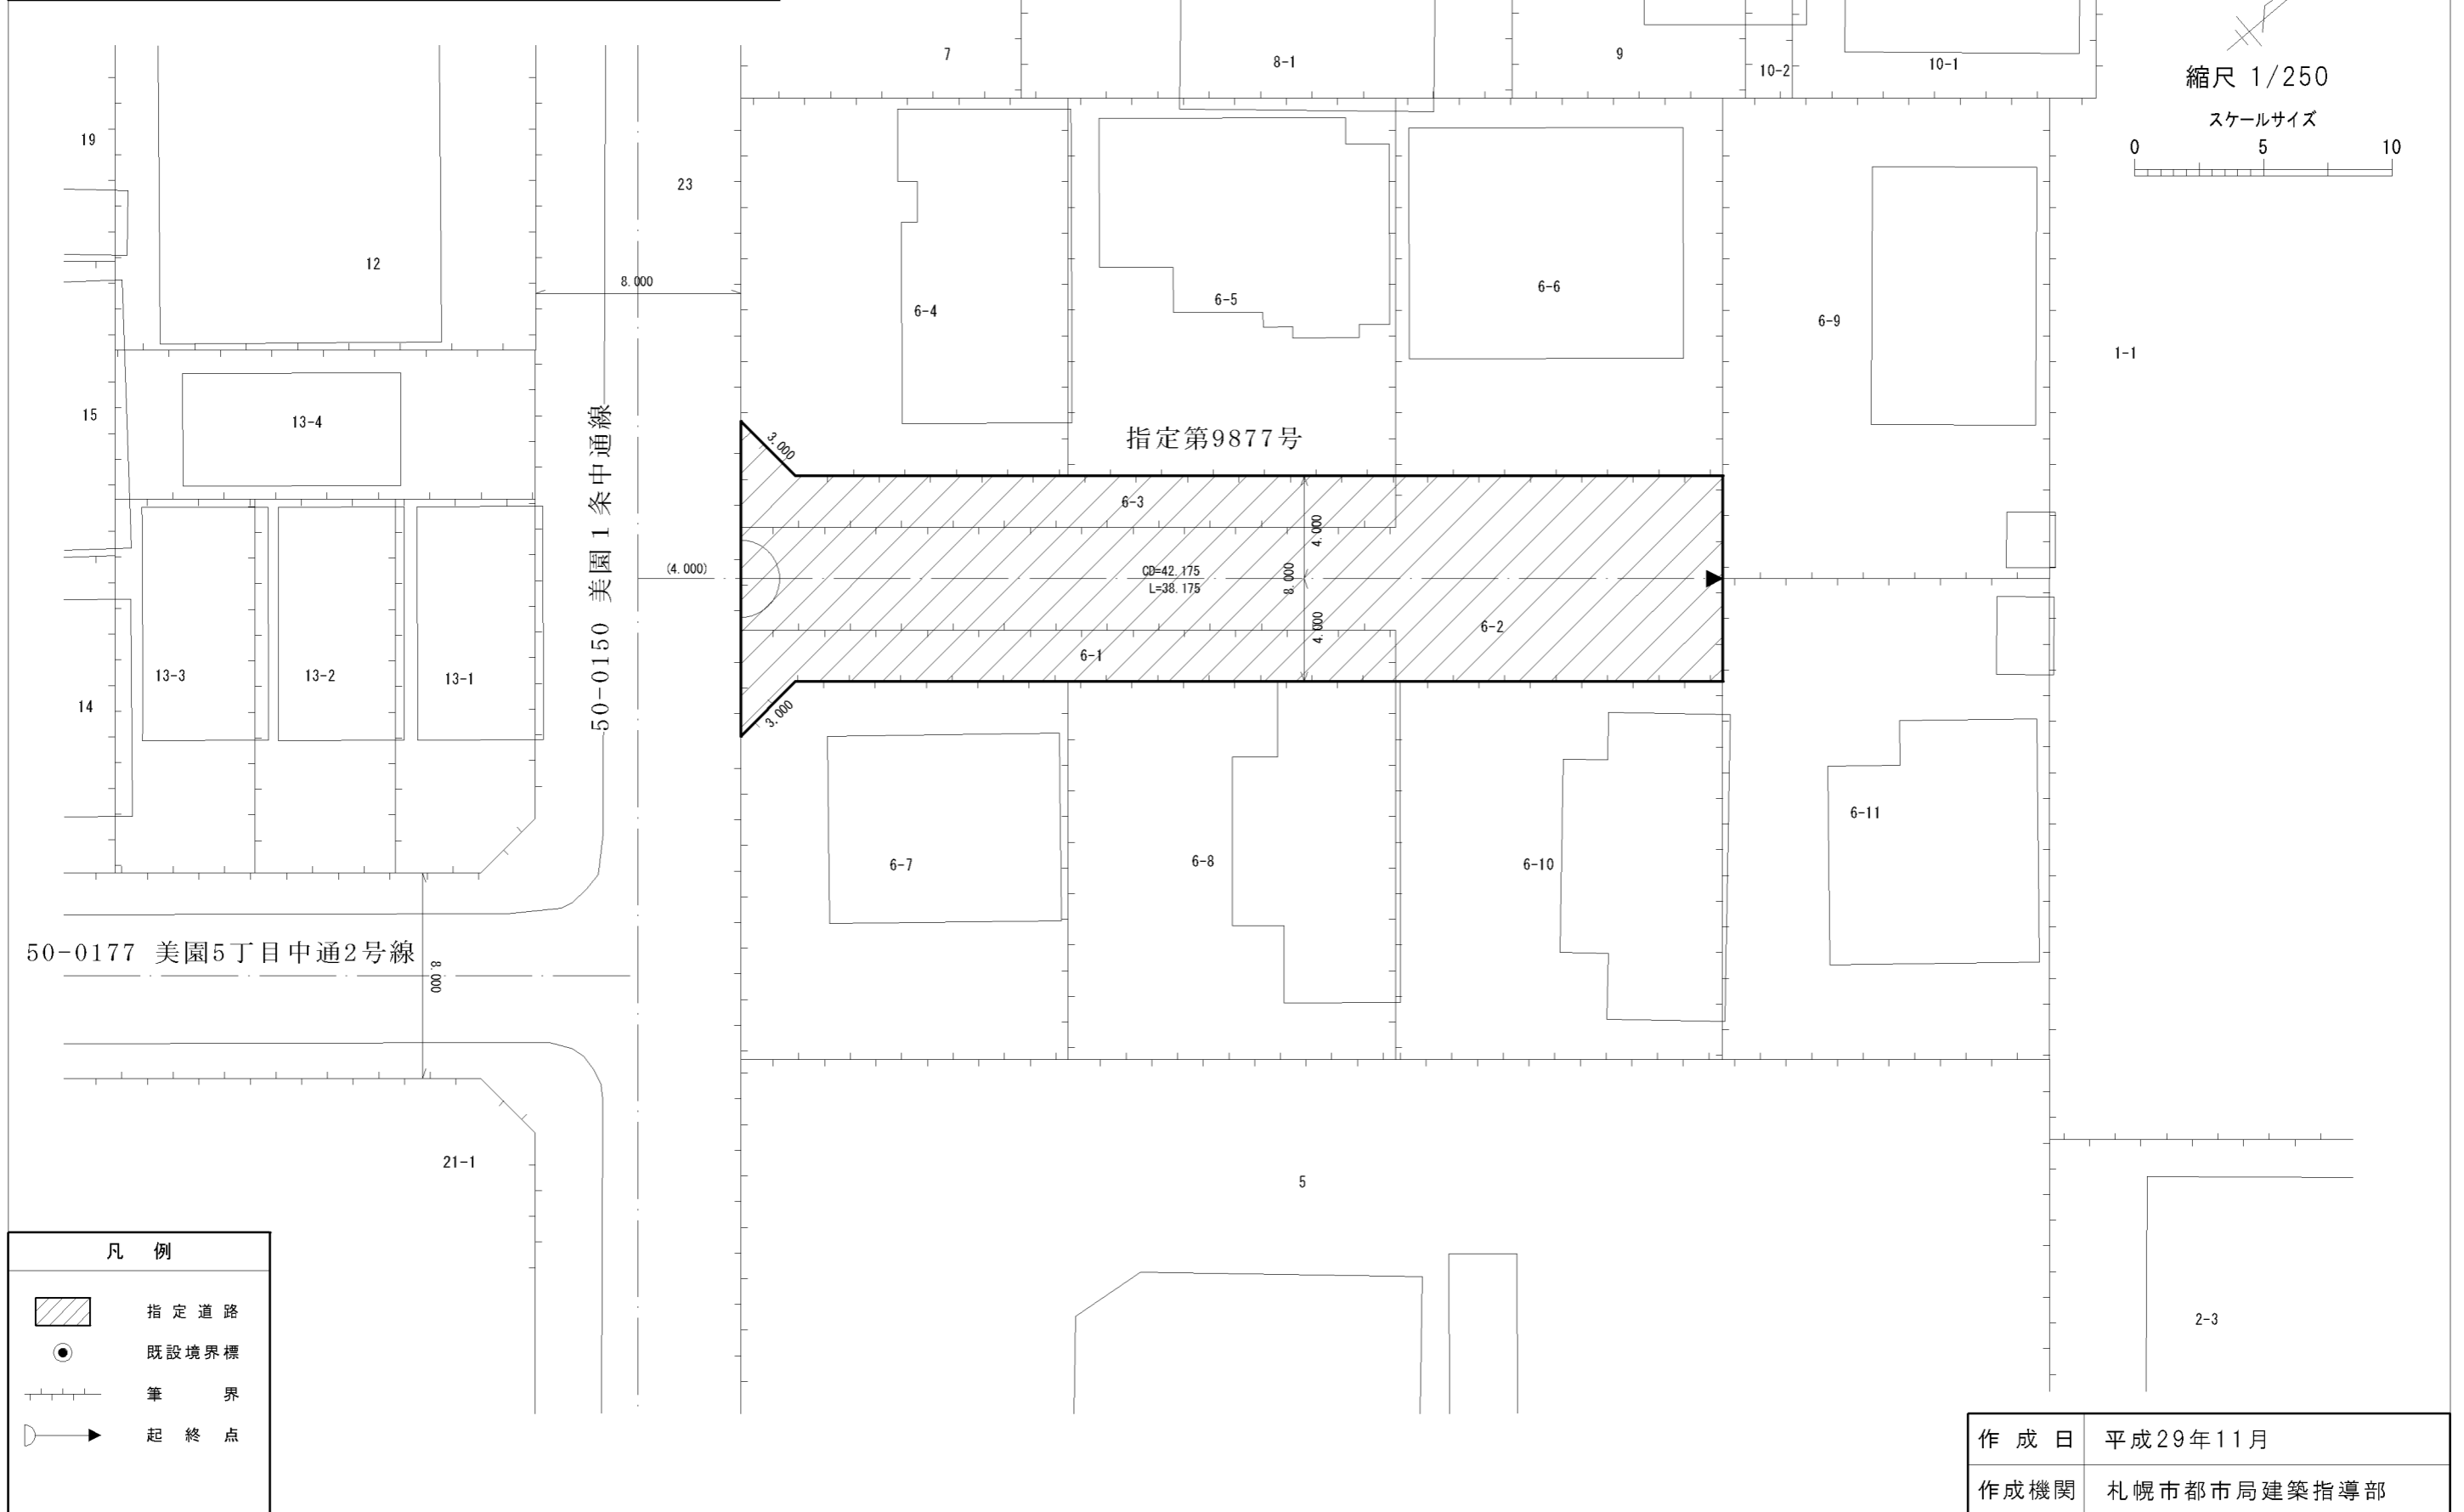 7
8-1
9
10-2
10-1
縮尺 1/250
スケールサイズ
0 5 10
19
23
12
8.000
6-4
6-5
6-6
6-9
1-1
15
13-4
50-0150 美園1条中通線
3.000
指定第9877号
6-3
4.000
(4.000)
CD=42.175
L=38.175
8.000
4.000
6-2
6-1
3.000
13-3
13-2
13-1
14
6-7
6-8
6-10
6-11
50-0177 美園5丁目中通2号線
8.000
21-1
5
2-3
凡 例
指定道路
既設境界標
筆 界
起終点
作成日 平成29年11月
作成機関 札幌市都市局建築指導部